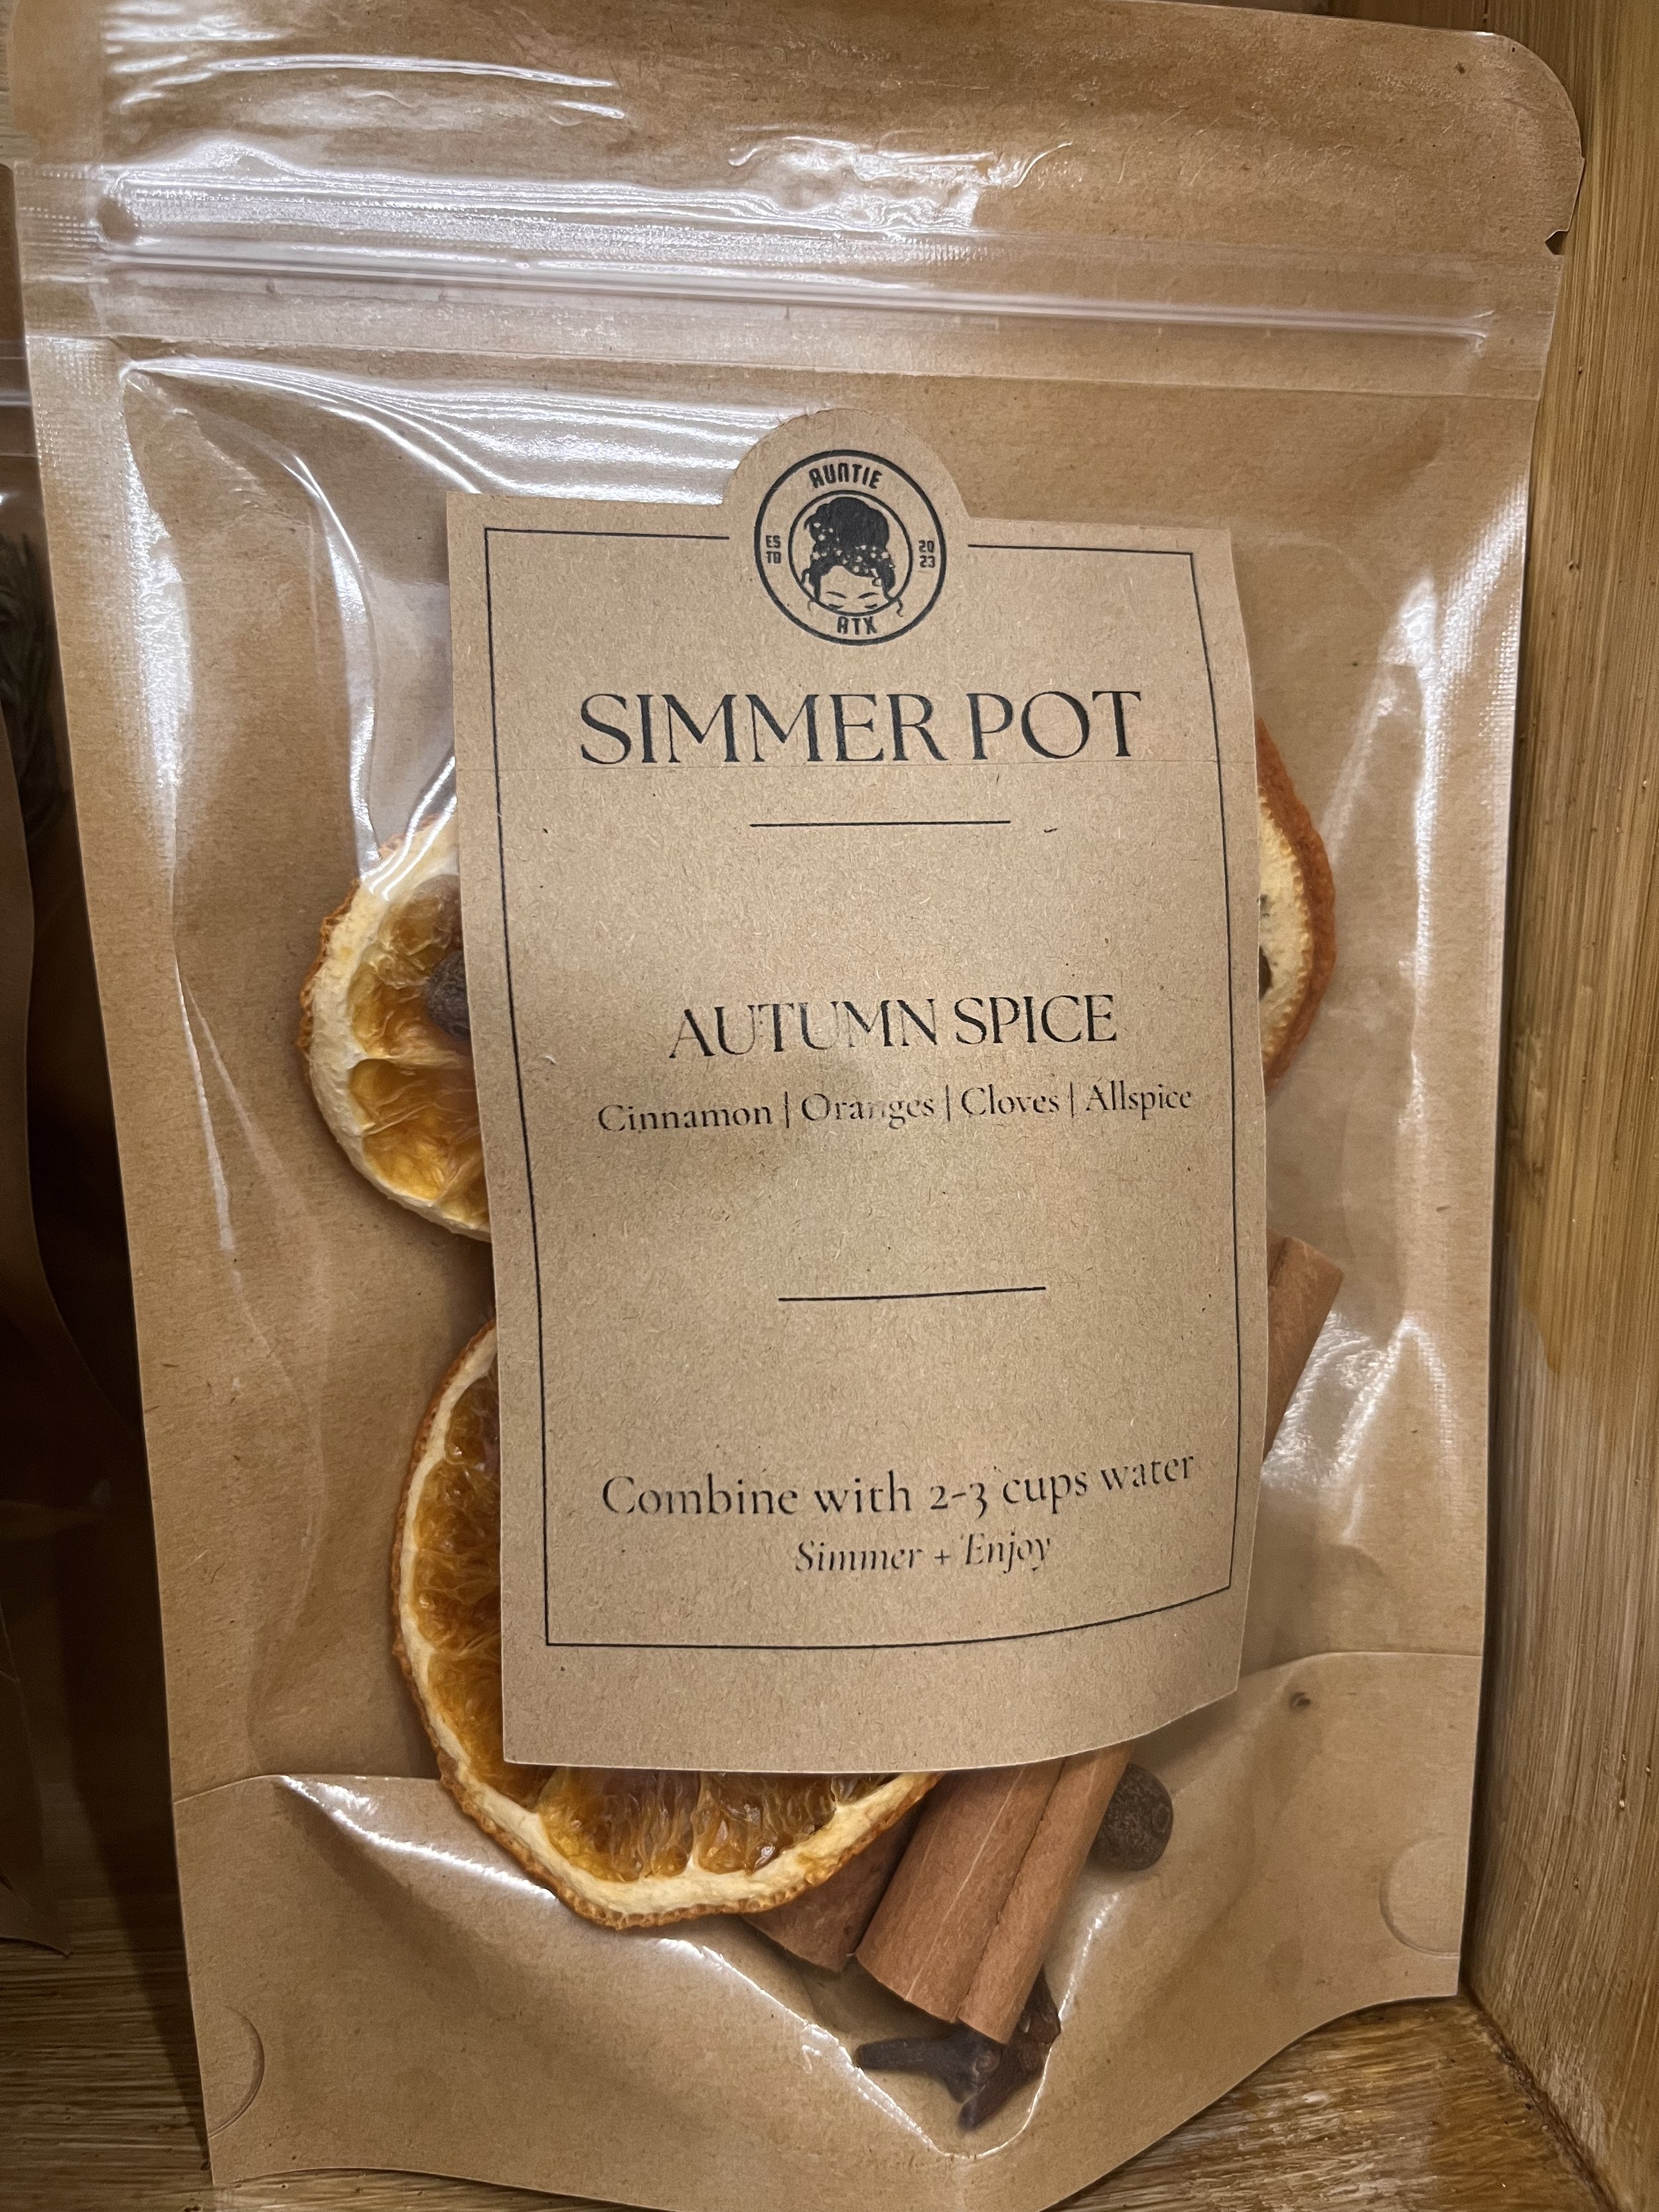 AUNTIE
ES
TD
20
23
ATX
SIMMER POT
AUTUMN SPICE
Cinnamon | Oranges | Cloves | Allspice
Combine with 2-3 cups water
Simmer + Enjoy